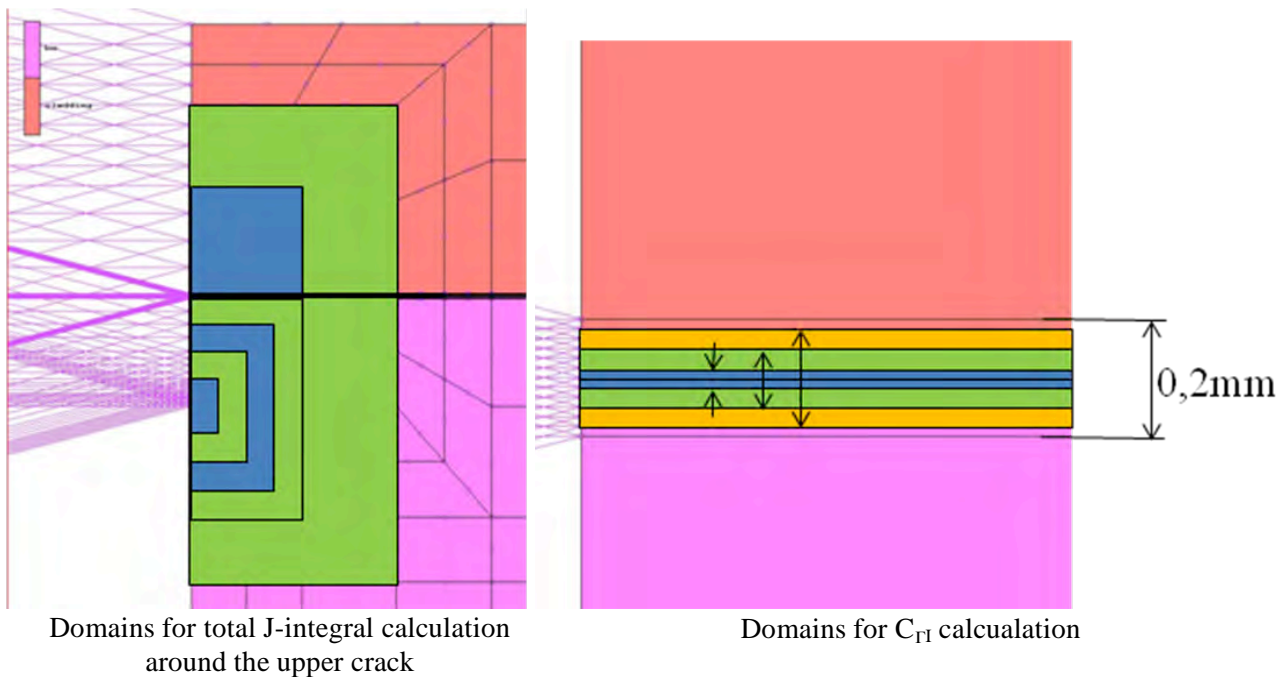 0,2mm
Domains for total J-integral calculation
around the upper crack
Domains for CΓI calcualation